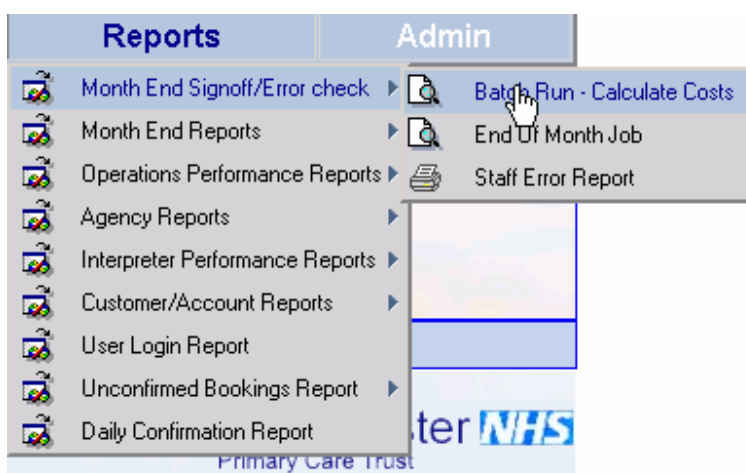 Reports Admin
Month End Signoff/Error check
Month End Reports
Operations Performance Reports
Agency Reports
Interpreter Performance Reports
Customer/Account Reports
User Login Report
Unconfirmed Bookings Report
Daily Confirmation Report
Batch Run - Calculate Costs
End Of Month Job
Staff Error Report
ster NHS
Primary Care Trust